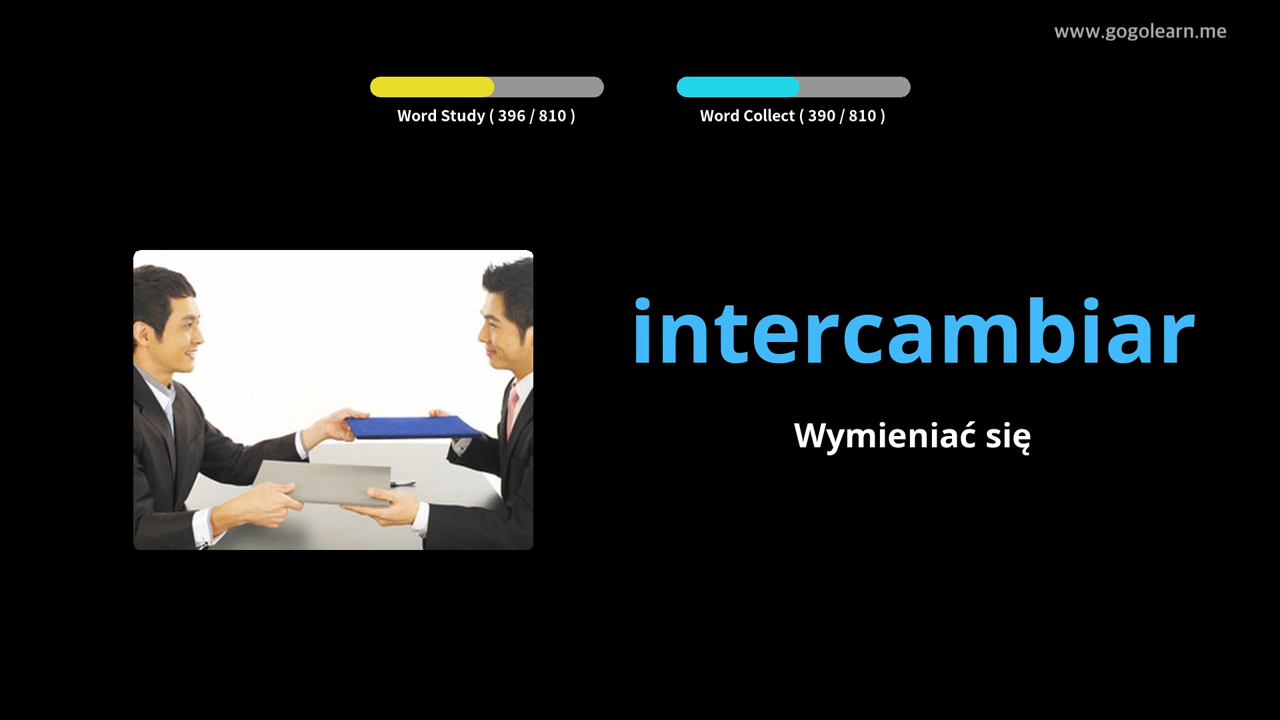 www.gogolearn.me
Word Study ( 396 / 810 )
Word Collect ( 390 / 810 )
intercambiar
Wymieniać się